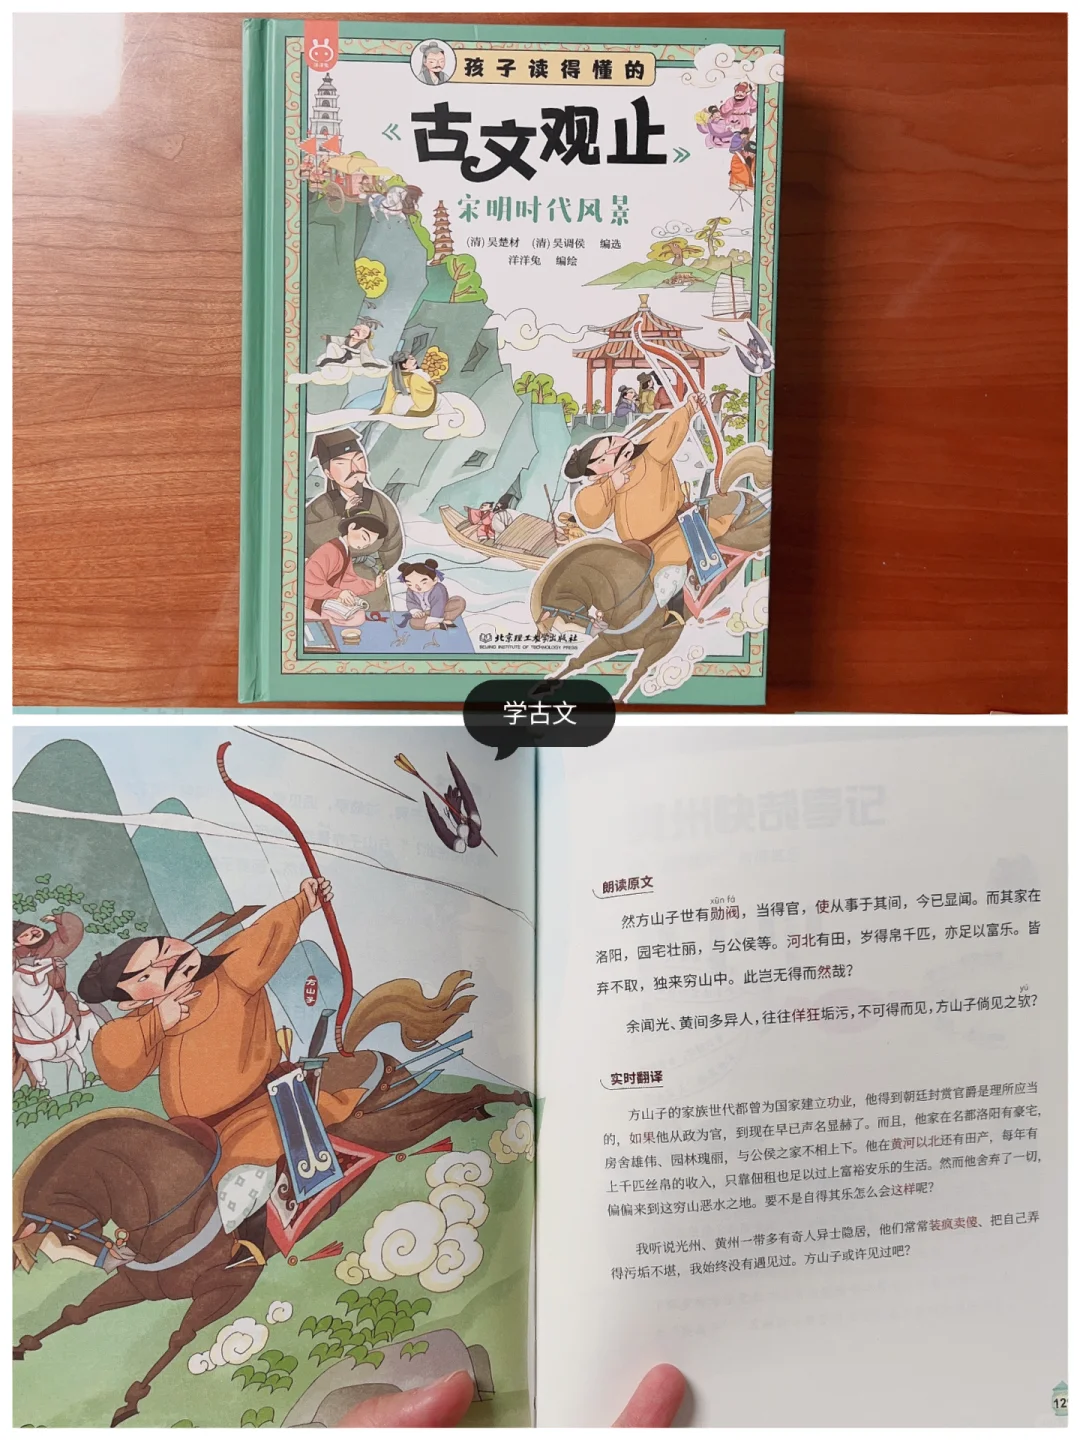 洋洋兔
孩子读得懂的
《古文观止》
宋明时代风景
(清)吴楚材 (清)吴调侯 编选
洋洋兔 编绘
北京理工大学出版社
BEIJING INSTITUTE OF TECHNOLOGY PRESS
学古文
方山子
朗读原文
xūn fá
然方山子世有勋阀，当得官，使从事于其间，今已显闻。而其家在
洛阳，园宅壮丽，与公侯等。河北有田，岁得帛千匹，亦足以富乐。皆
弃不取，独来穷山中。此岂无得而然哉？
yú
余闻光、黄间多异人，往往佯狂垢污，不可得而见，方山子倘见之欤？
实时翻译
方山子的家族世代都曾为国家建立功业，他得到朝廷封赏官爵是理所应当
的，如果他从政为官，到现在早已声名显赫了。而且，他家在名都洛阳有豪宅，
房舍雄伟、园林瑰丽，与公侯之家不相上下。他在黄河以北还有田产，每年有
上千匹丝帛的收入，只靠佃租也足以过上富裕安乐的生活。然而他舍弃了一切，
偏偏来到这穷山恶水之地。要不是自得其乐怎么会这样呢？
我听说光州、黄州一带多有奇人异士隐居，他们常常装疯卖傻、把自己弄
得污垢不堪，我始终没有遇见过。方山子或许见过吧？